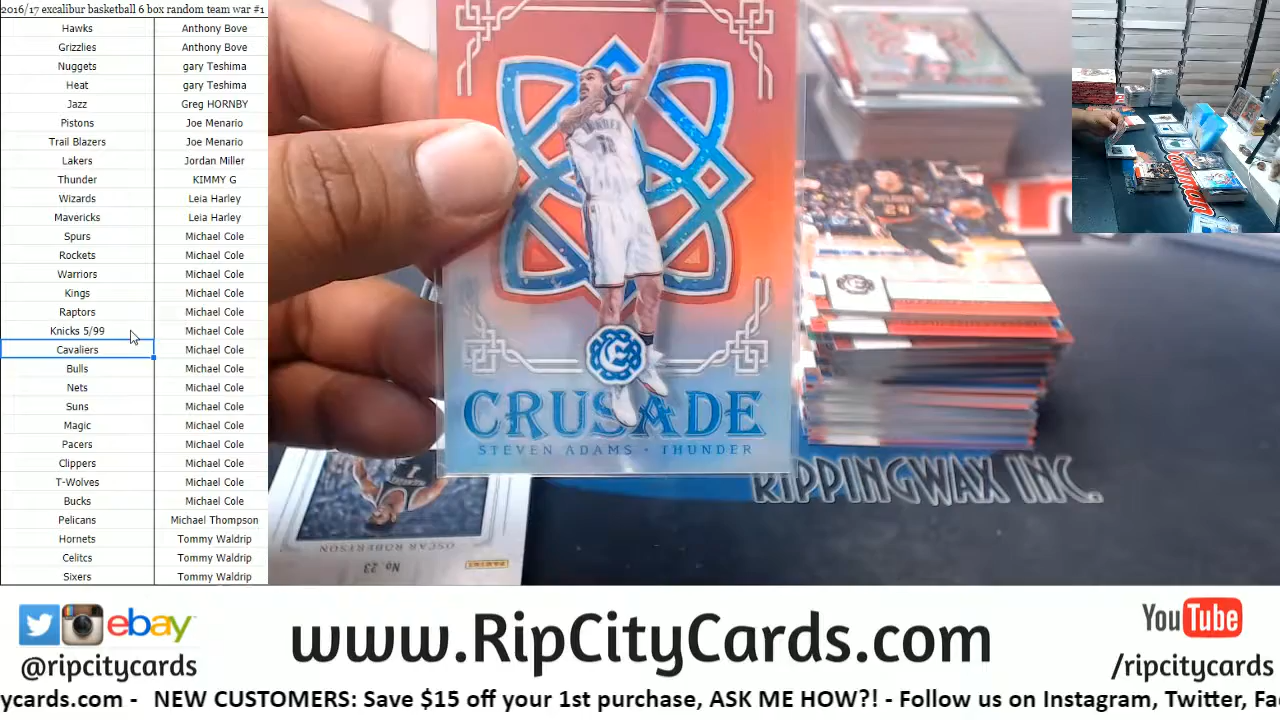 2016/17 excalibur basketball 6 box random team war #1
Hawks Anthony Bove
Grizzlies Anthony Bove
Nuggets gary Teshima
Heat gary Teshima
Jazz Greg HORNBY
Pistons Joe Menario
Trail Blazers Joe Menario
Lakers Jordan Miller
Thunder KIMMY G
Wizards Leia Harley
Mavericks Leia Harley
Spurs Michael Cole
Rockets Michael Cole
Warriors Michael Cole
Kings Michael Cole
Raptors Michael Cole
Knicks 5/99 Michael Cole
Cavaliers Michael Cole
Bulls Michael Cole
Nets Michael Cole
Suns Michael Cole
Magic Michael Cole
Pacers Michael Cole
Clippers Michael Cole
T-Wolves Michael Cole
Bucks Michael Cole
Pelicans Michael Thompson
Hornets Tommy Waldrip
Celitcs Tommy Waldrip
Sixers Tommy Waldrip
CRUSADE
STEVEN ADAMS • THUNDER
24
RIPPINGWAX INC.
OSCAR ROBERTSON
No. 23
PANINI
ebay
@ripcitycards
www.RipCityCards.com
YouTube
/ripcitycards
ycards.com - NEW CUSTOMERS: Save $15 off your 1st purchase, ASK ME HOW?! - Follow us on Instagram, Twitter, Fa